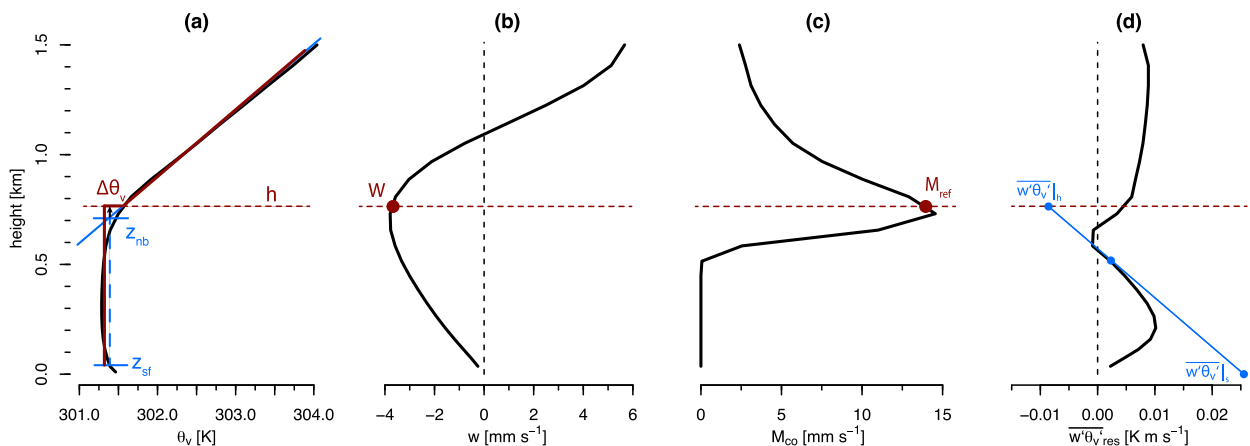 (a) (b) (c) (d)
height [km]
0.0 0.5 1.0 1.5
Δθv
h
znb
zsf
301.0 302.0 303.0 304.0
θv [K]
W
−4 −2 0 2 4 6
w [mm s⁻¹]
Mref
0 5 10 15
Mco [mm s⁻¹]
w'θv'|h
w'θv'|s
−0.01 0.00 0.01 0.02
w'θv'res [K m s⁻¹]